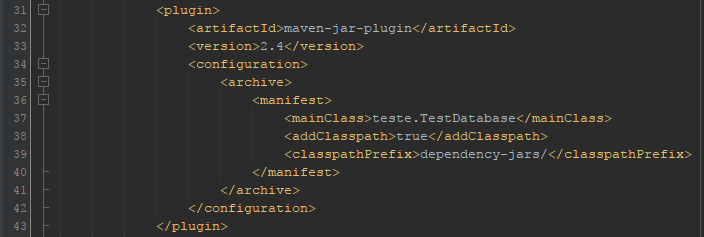 31 <plugin>
32 <artifactId>maven-jar-plugin</artifactId>
33 <version>2.4</version>
34 <configuration>
35 <archive>
36 <manifest>
37 <mainClass>teste.TestDatabase</mainClass>
38 <addClasspath>true</addClasspath>
39 <classpathPrefix>dependency-jars/</classpathPrefix>
40 </manifest>
41 </archive>
42 </configuration>
43 </plugin>